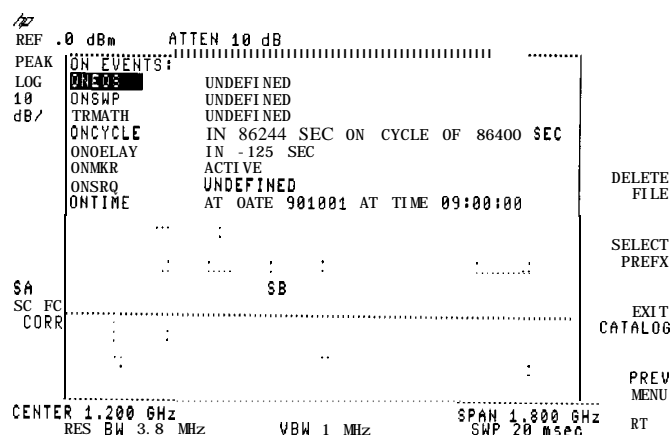 hp
REF .0 dBm ATTEN 10 dB
PEAK
LOG
10
dB/
ON EVENTS:
ONEOS UNDEFINED
ONSWP UNDEFINED
TRMATH UNDEFINED
ONCYCLE IN 86244 SEC ON CYCLE OF 86400 SEC
ONOELAY IN -125 SEC
ONMKR ACTIVE
ONSRQ UNDEFINED
ONTIME AT OATE 901001 AT TIME 09:00:00
DELETE
FILE
SELECT
PREFX
SA SB
SC FC
CORR
EXIT
CATALOG
PREV
MENU
CENTER 1.200 GHz SPAN 1.800 GHz
RES BW 3.8 MHz VBW 1 MHz SWP 20 msec
RT